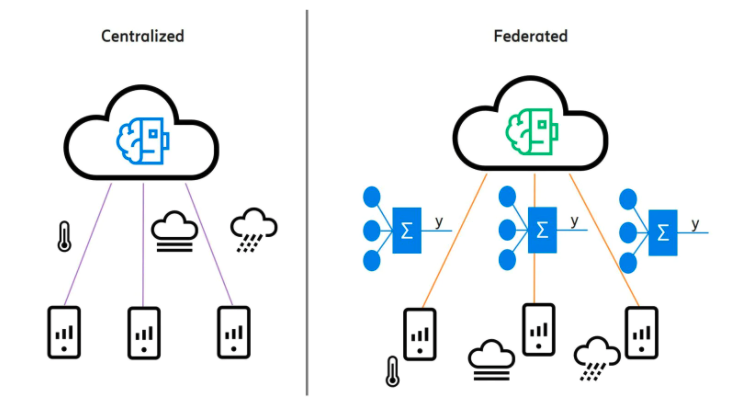 Centralized
Federated
Σ
y
Σ
y
Σ
y